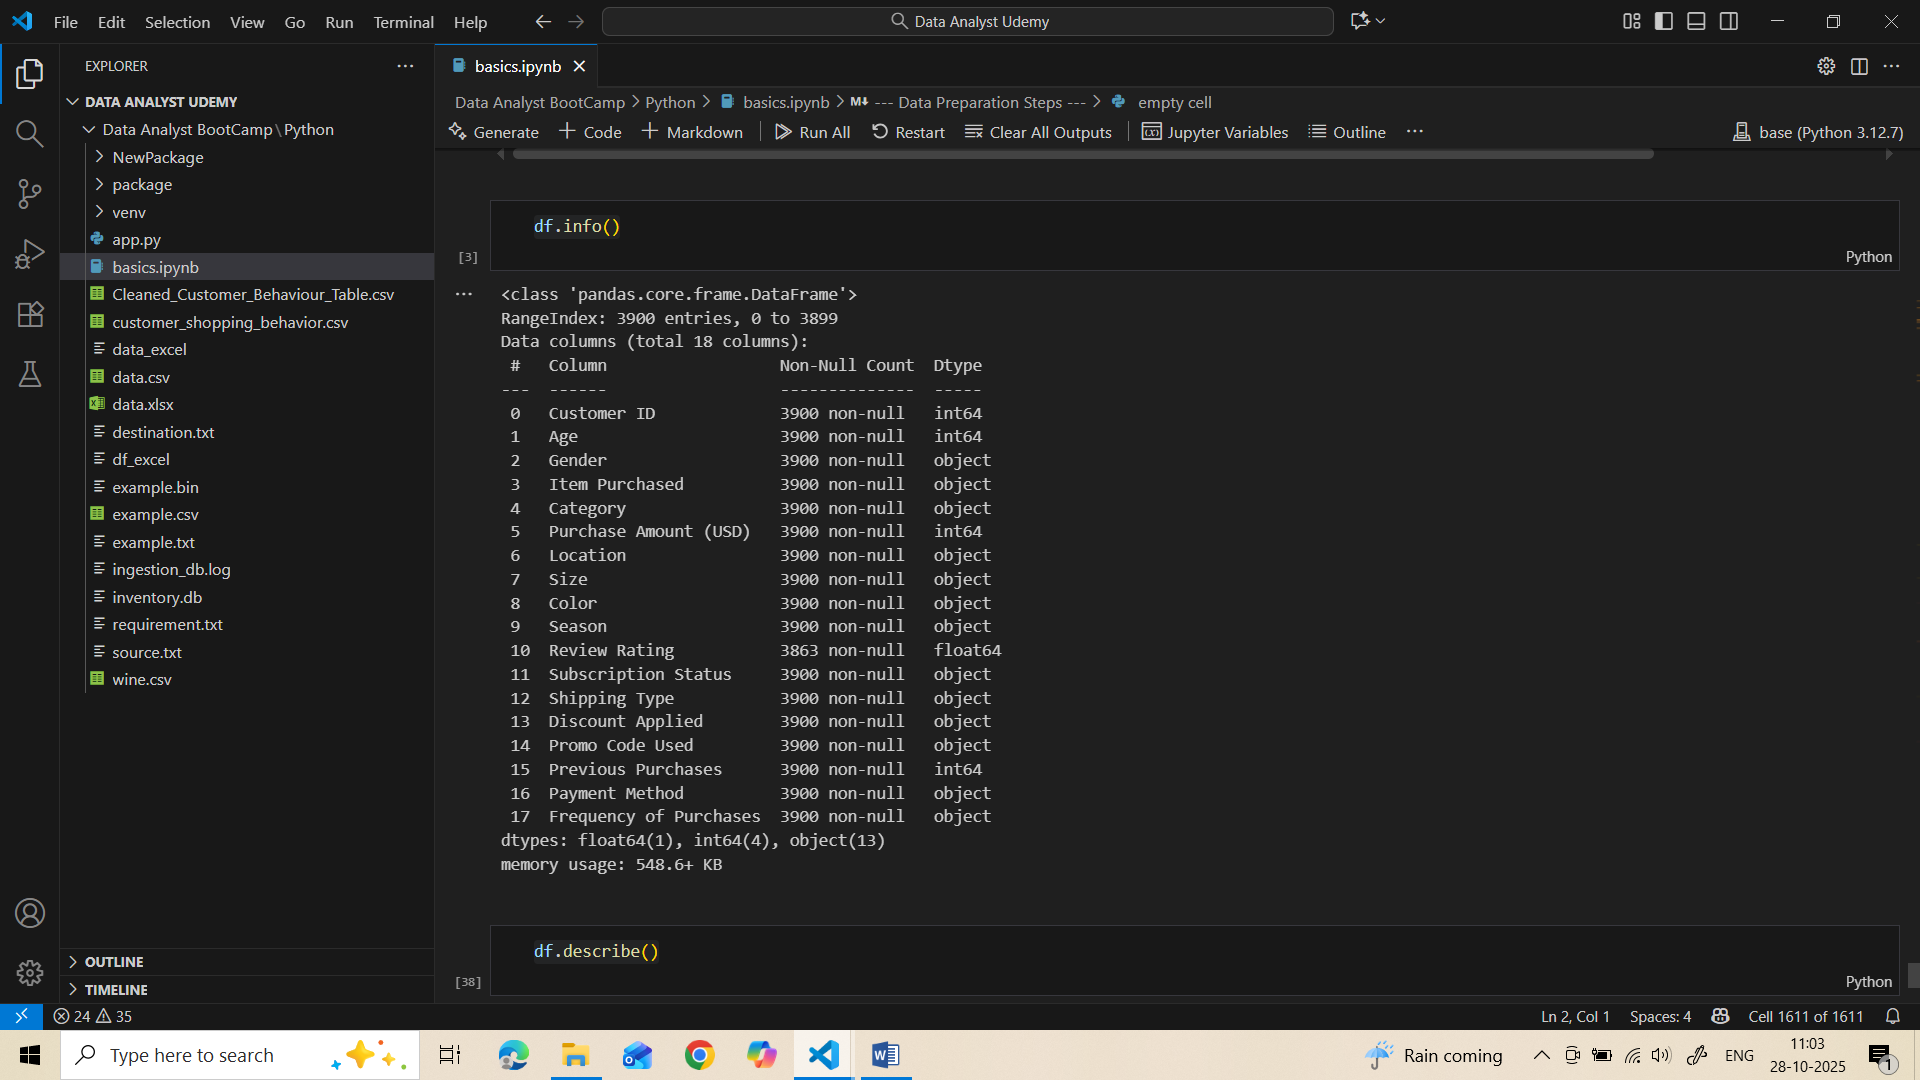 File Edit Selection View Go Run Terminal Help
Data Analyst Udemy
EXPLORER
DATA ANALYST UDEMY
Data Analyst BootCamp\Python
NewPackage
package
venv
app.py
basics.ipynb
Cleaned_Customer_Behaviour_Table.csv
customer_shopping_behavior.csv
data_excel
data.csv
data.xlsx
destination.txt
df_excel
example.bin
example.csv
example.txt
ingestion_db.log
inventory.db
requirement.txt
source.txt
wine.csv
OUTLINE
TIMELINE
basics.ipynb
Data Analyst BootCamp > Python > basics.ipynb > M↓ --- Data Preparation Steps --- > empty cell
Generate + Code + Markdown Run All Restart Clear All Outputs Jupyter Variables Outline ... base (Python 3.12.7)
df.info()
[3] Python
<class 'pandas.core.frame.DataFrame'>
RangeIndex: 3900 entries, 0 to 3899
Data columns (total 18 columns):
 #   Column                  Non-Null Count  Dtype
---  ------                  --------------  -----
 0   Customer ID             3900 non-null   int64
 1   Age                     3900 non-null   int64
 2   Gender                  3900 non-null   object
 3   Item Purchased          3900 non-null   object
 4   Category                3900 non-null   object
 5   Purchase Amount (USD)   3900 non-null   int64
 6   Location                3900 non-null   object
 7   Size                    3900 non-null   object
 8   Color                   3900 non-null   object
 9   Season                  3900 non-null   object
 10  Review Rating           3863 non-null   float64
 11  Subscription Status     3900 non-null   object
 12  Shipping Type           3900 non-null   object
 13  Discount Applied        3900 non-null   object
 14  Promo Code Used         3900 non-null   object
 15  Previous Purchases      3900 non-null   int64
 16  Payment Method          3900 non-null   object
 17  Frequency of Purchases  3900 non-null   object
dtypes: float64(1), int64(4), object(13)
memory usage: 548.6+ KB
df.describe()
[38] Python
24 35 Ln 2, Col 1 Spaces: 4 Cell 1611 of 1611
Type here to search Rain coming ENG 11:03
28-10-2025 1